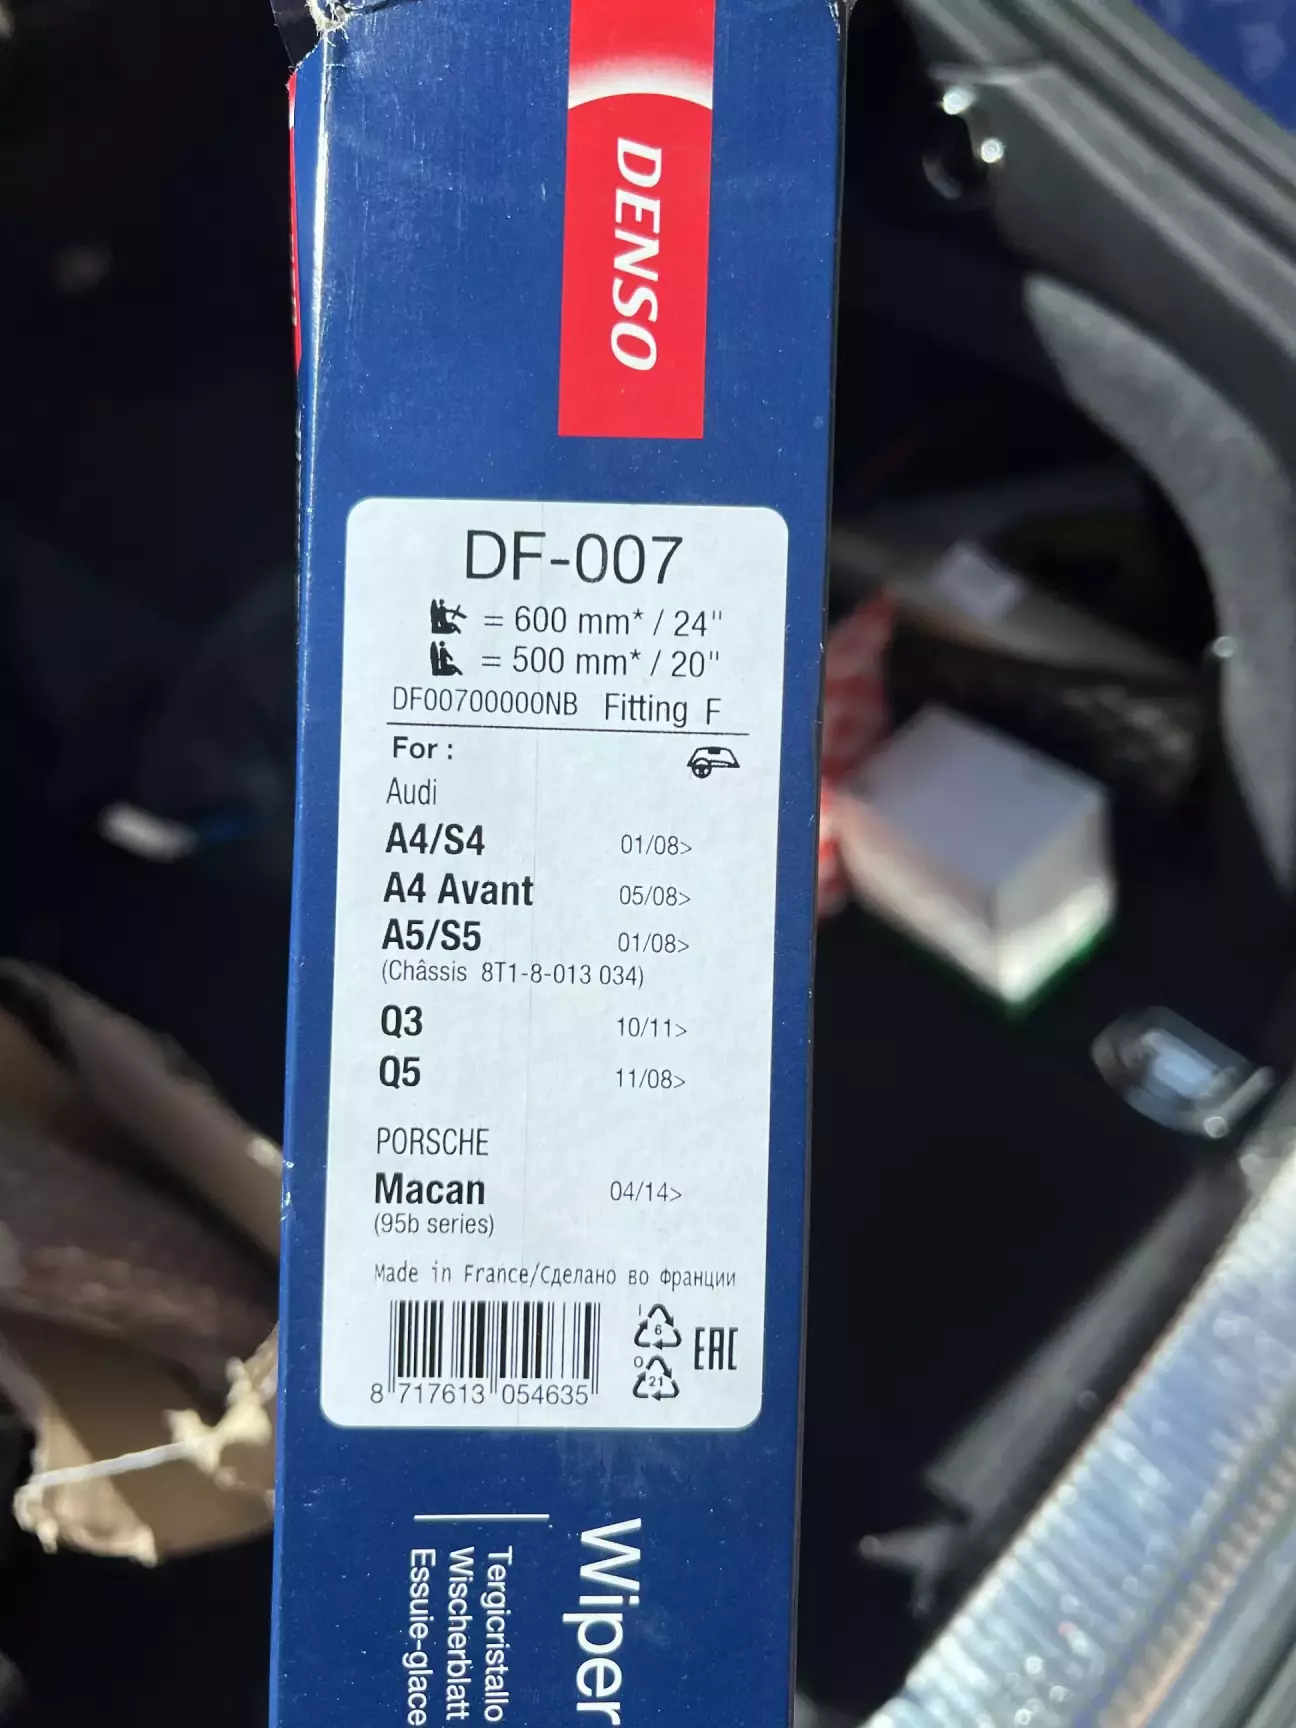 DENSO
DF-007
= 600 mm* / 24"
= 500 mm* / 20"
DF00700000NB Fitting F
For :
Audi
A4/S4 01/08>
A4 Avant 05/08>
A5/S5 01/08>
(Châssis 8T1-8-013 034)
Q3 10/11>
Q5 11/08>
PORSCHE
Macan 04/14>
(95b series)
Made in France/Сделано во франции
8 717613 054635
6
21
EAC
Wiper
Tergicristallo
Wischerblatt
Essuie-glace